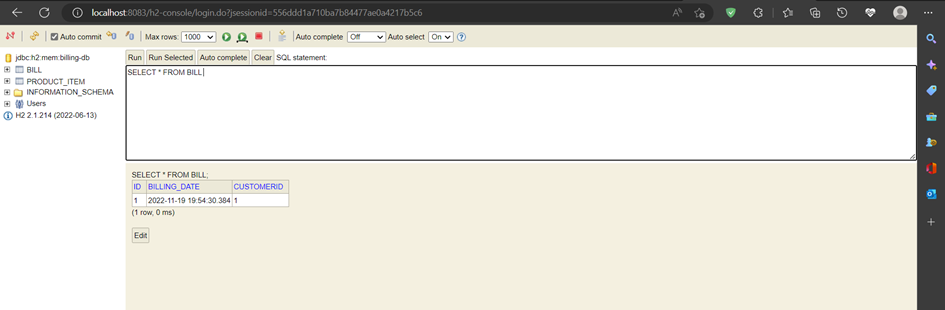 localhost:8083/h2-console/login.do?jsessionid=556ddd1a710ba7b84477ae0a4217b5c6
Auto commit Max rows: 1000 Auto complete Off Auto select On
jdbc:h2:mem:billing-db
BILL
PRODUCT_ITEM
INFORMATION_SCHEMA
Users
H2 2.1.214 (2022-06-13)
Run Run Selected Auto complete Clear SQL statement:
SELECT * FROM BILL
SELECT * FROM BILL;
ID BILLING_DATE CUSTOMERID
1 2022-11-19 19:54:30.384 1
(1 row, 0 ms)
Edit